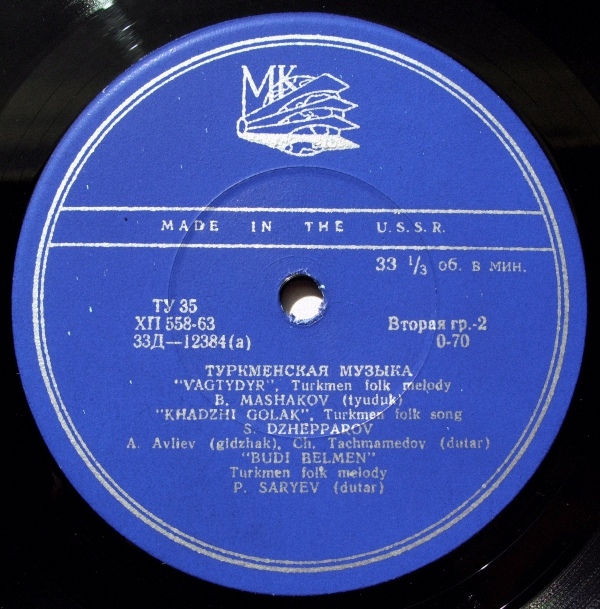 МК
MADE IN THE U.S.S.R.
33 1/3 об. в мин.
ТУ 35
ХП 558-63
33Д—12384(а)
Вторая гр.-2
0-70
ТУРКМЕНСКАЯ МУЗЫКА
"VAGTYDYR", Turkmen folk melody
B. MASHAKOV (tyuduk)
"KHADZHI GOLAK", Turkmen folk song
S. DZHEPPAROV
A. Avliev (gidzhak), Ch. Tachmamedov (dutar)
"BUDI BELMEN"
Turkmen folk melody
P. SARYEV (dutar)